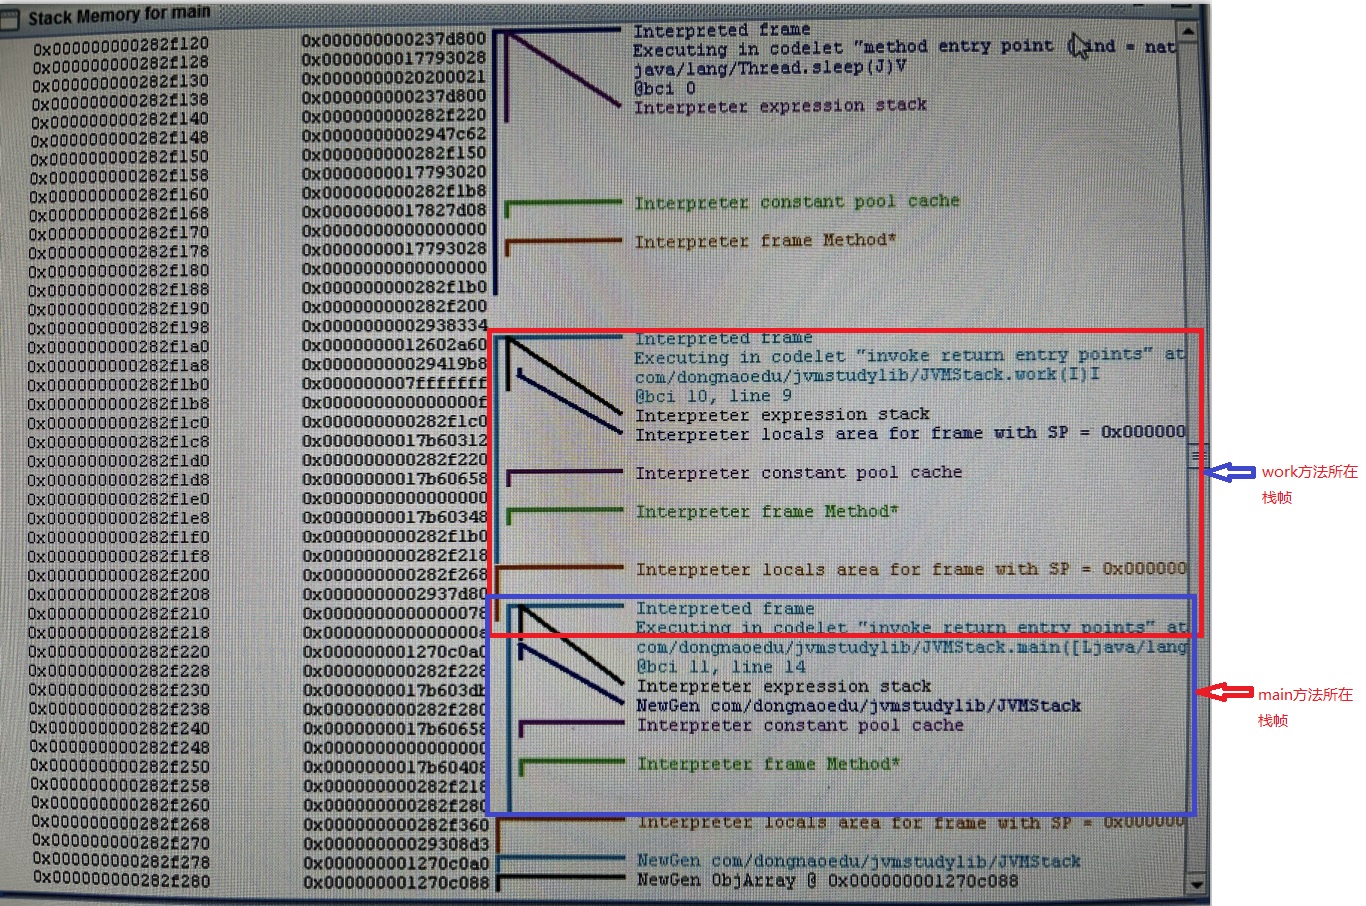 Stack Memory for main
0x000000000282f120 0x000000000237d800 Interpreted frame
0x000000000282f128 0x0000000017793028 Executing in codelet "method entry point (kind = nat
0x000000000282f130 0x0000000020200021 java/lang/Thread.sleep(J)V
0x000000000282f138 0x000000000237d800 @bci 0
0x000000000282f140 0x000000000282f220 Interpreter expression stack
0x000000000282f148 0x0000000002947c62
0x000000000282f150 0x000000000282f150
0x000000000282f158 0x0000000017793020
0x000000000282f160 0x000000000282f1b8
0x000000000282f168 0x0000000017827d08 Interpreter constant pool cache
0x000000000282f170 0x0000000000000000
0x000000000282f178 0x0000000017793028 Interpreter frame Method*
0x000000000282f180 0x0000000000000000
0x000000000282f188 0x000000000282f1b0
0x000000000282f190 0x000000000282f200
0x000000000282f198 0x0000000002938334
0x000000000282f1a0 0x0000000012602a60 Interpreted frame
0x000000000282f1a8 0x00000000029419b8 Executing in codelet "invoke return entry points" at
0x000000000282f1b0 0x000000007fffffff com/dongnaoedu/jvmstudylib/JVMStack.work(I)I
0x000000000282f1b8 0x000000000000000f @bci 10, line 9
0x000000000282f1c0 0x000000000282f1c0 Interpreter expression stack
0x000000000282f1c8 0x0000000017b60312 Interpreter locals area for frame with SP = 0x000000
0x000000000282f1d0 0x000000000282f220
0x000000000282f1d8 0x0000000017b60658 Interpreter constant pool cache
0x000000000282f1e0 0x0000000000000000
0x000000000282f1e8 0x0000000017b60348 Interpreter frame Method*
0x000000000282f1f0 0x000000000282f1b0
0x000000000282f1f8 0x000000000282f218
0x000000000282f200 0x000000000282f268 Interpreter locals area for frame with SP = 0x000000
0x000000000282f208 0x0000000002937d80
0x000000000282f210 0x0000000000000078 Interpreted frame
0x000000000282f218 0x000000000000000a Executing in codelet "invoke return entry points" at
0x000000000282f220 0x000000001270c0a0 com/dongnaoedu/jvmstudylib/JVMStack.main([Ljava/lang
0x000000000282f228 0x000000000282f228 @bci 11, line 14
0x000000000282f230 0x0000000017b603db Interpreter expression stack
0x000000000282f238 0x000000000282f280 NewGen com/dongnaoedu/jvmstudylib/JVMStack
0x000000000282f240 0x0000000017b60658 Interpreter constant pool cache
0x000000000282f248 0x0000000000000000
0x000000000282f250 0x0000000017b60408 Interpreter frame Method*
0x000000000282f258 0x000000000282f218
0x000000000282f260 0x000000000282f280
0x000000000282f268 0x000000000282f360 Interpreter locals area for frame with SP = 0x000000
0x000000000282f270 0x00000000029308d3
0x000000000282f278 0x000000001270c0a0 NewGen com/dongnaoedu/jvmstudylib/JVMStack
0x000000000282f280 0x000000001270c088 NewGen ObjArray @ 0x000000001270c088
work方法所在
栈帧
main方法所在
栈帧